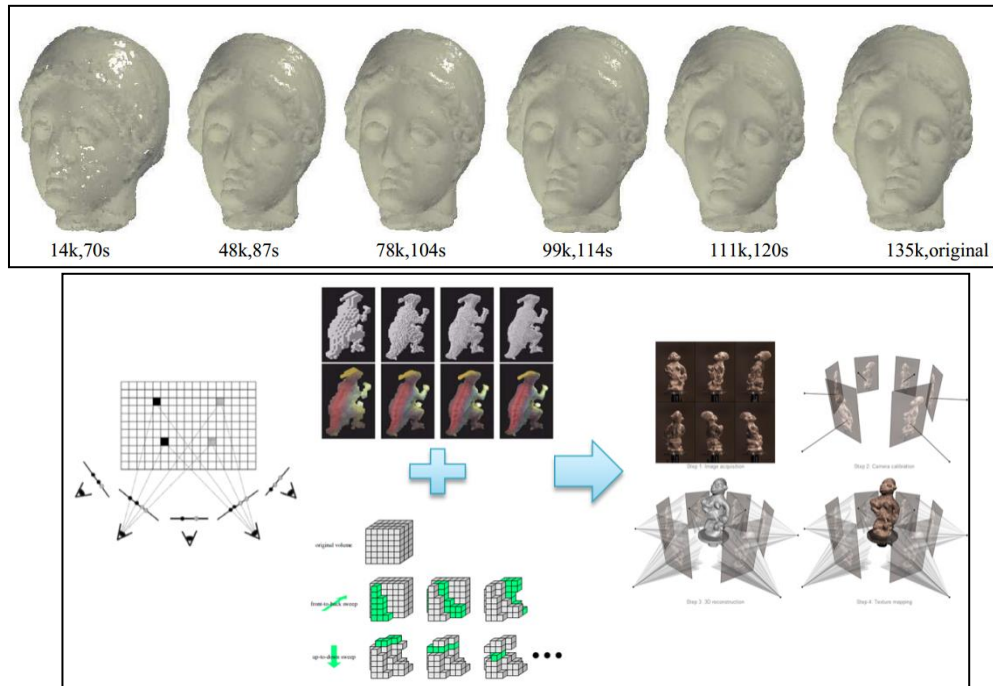 14k,70s
48k,87s
78k,104s
99k,114s
111k,120s
135k,original
original volume
front-to-back sweep
up-to-down sweep
Step 1: Image acquisition
Step 2: Camera calibration
Step 3: 3D reconstruction
Step 4: Texture mapping